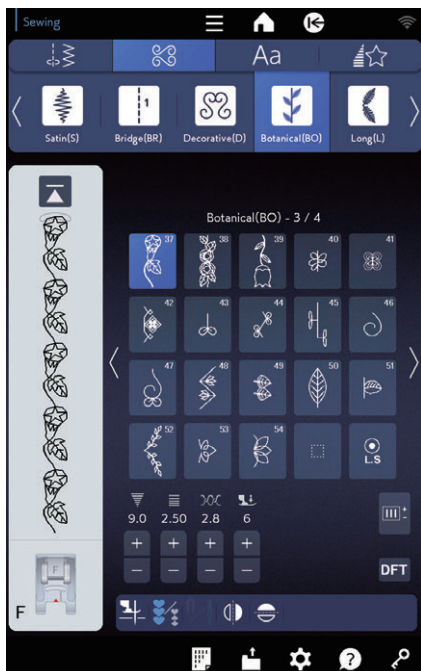 Sewing
Aa
1
Satin(S) Bridge(BR) Decorative(D) Botanical(BO) Long(L)
Botanical(BO) - 3 / 4
37 38 39 40 41
42 43 44 45 46
47 48 49 50 51
52 53 54
L.S
9.0 2.50 2.8 6
+ + +
− − −
DFT
F
F
?